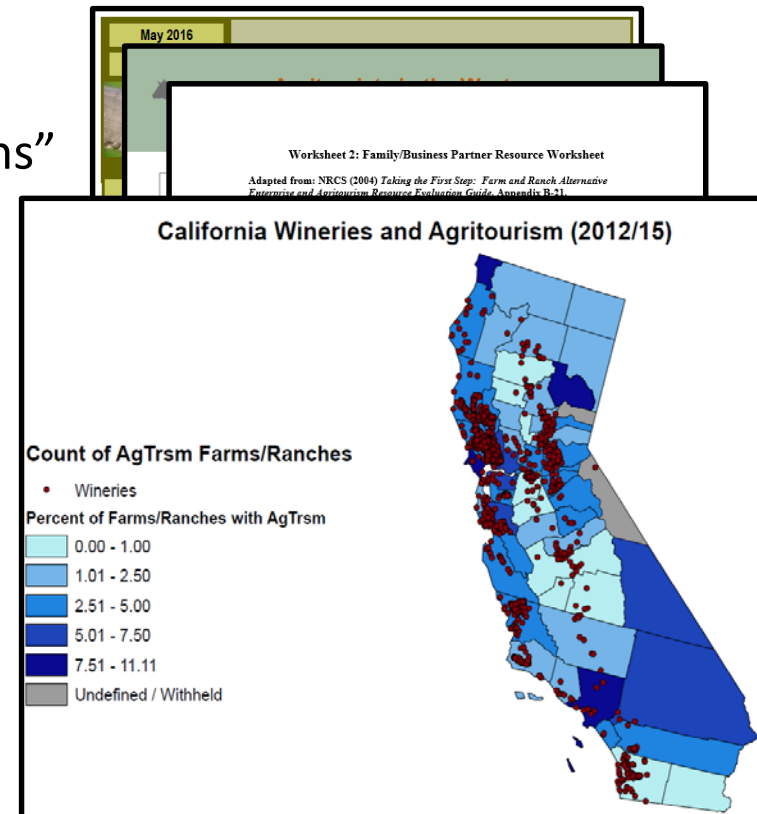 May 2016
ns”
Worksheet 2: Family/Business Partner Resource Worksheet
Adapted from: NRCS (2004) Taking the First Step: Farm and Ranch Alternative
Enterprise and Agritourism Resource Evaluation Guide, Appendix B-21.
California Wineries and Agritourism (2012/15)
Count of AgTrsm Farms/Ranches
Wineries
Percent of Farms/Ranches with AgTrsm
0.00 - 1.00
1.01 - 2.50
2.51 - 5.00
5.01 - 7.50
7.51 - 11.11
Undefined / Withheld